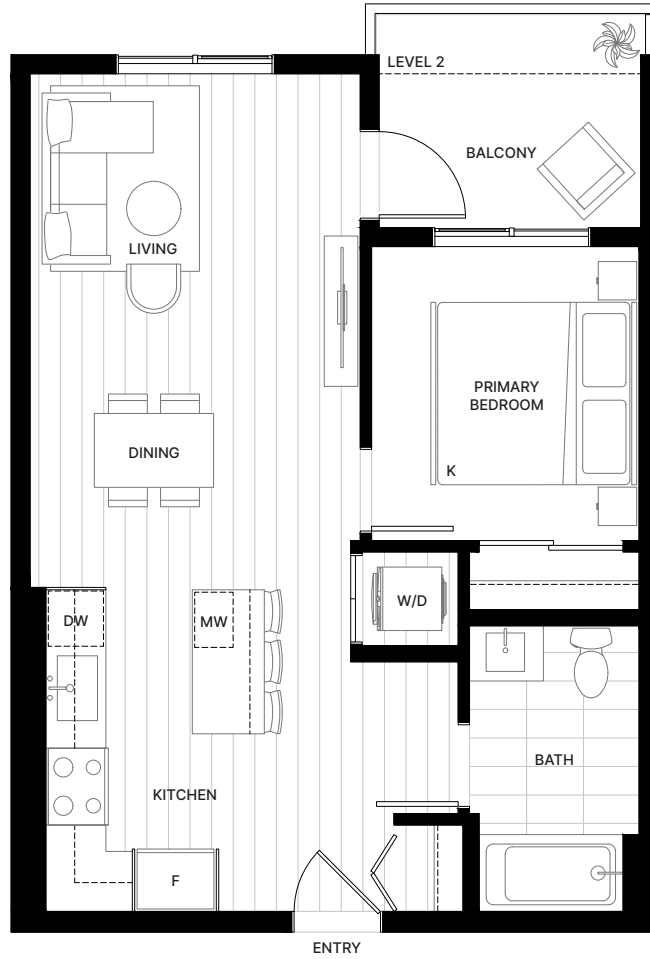 LEVEL 2
BALCONY
LIVING
PRIMARY
BEDROOM
DINING
K
W/D
DW
MW
BATH
KITCHEN
F
ENTRY